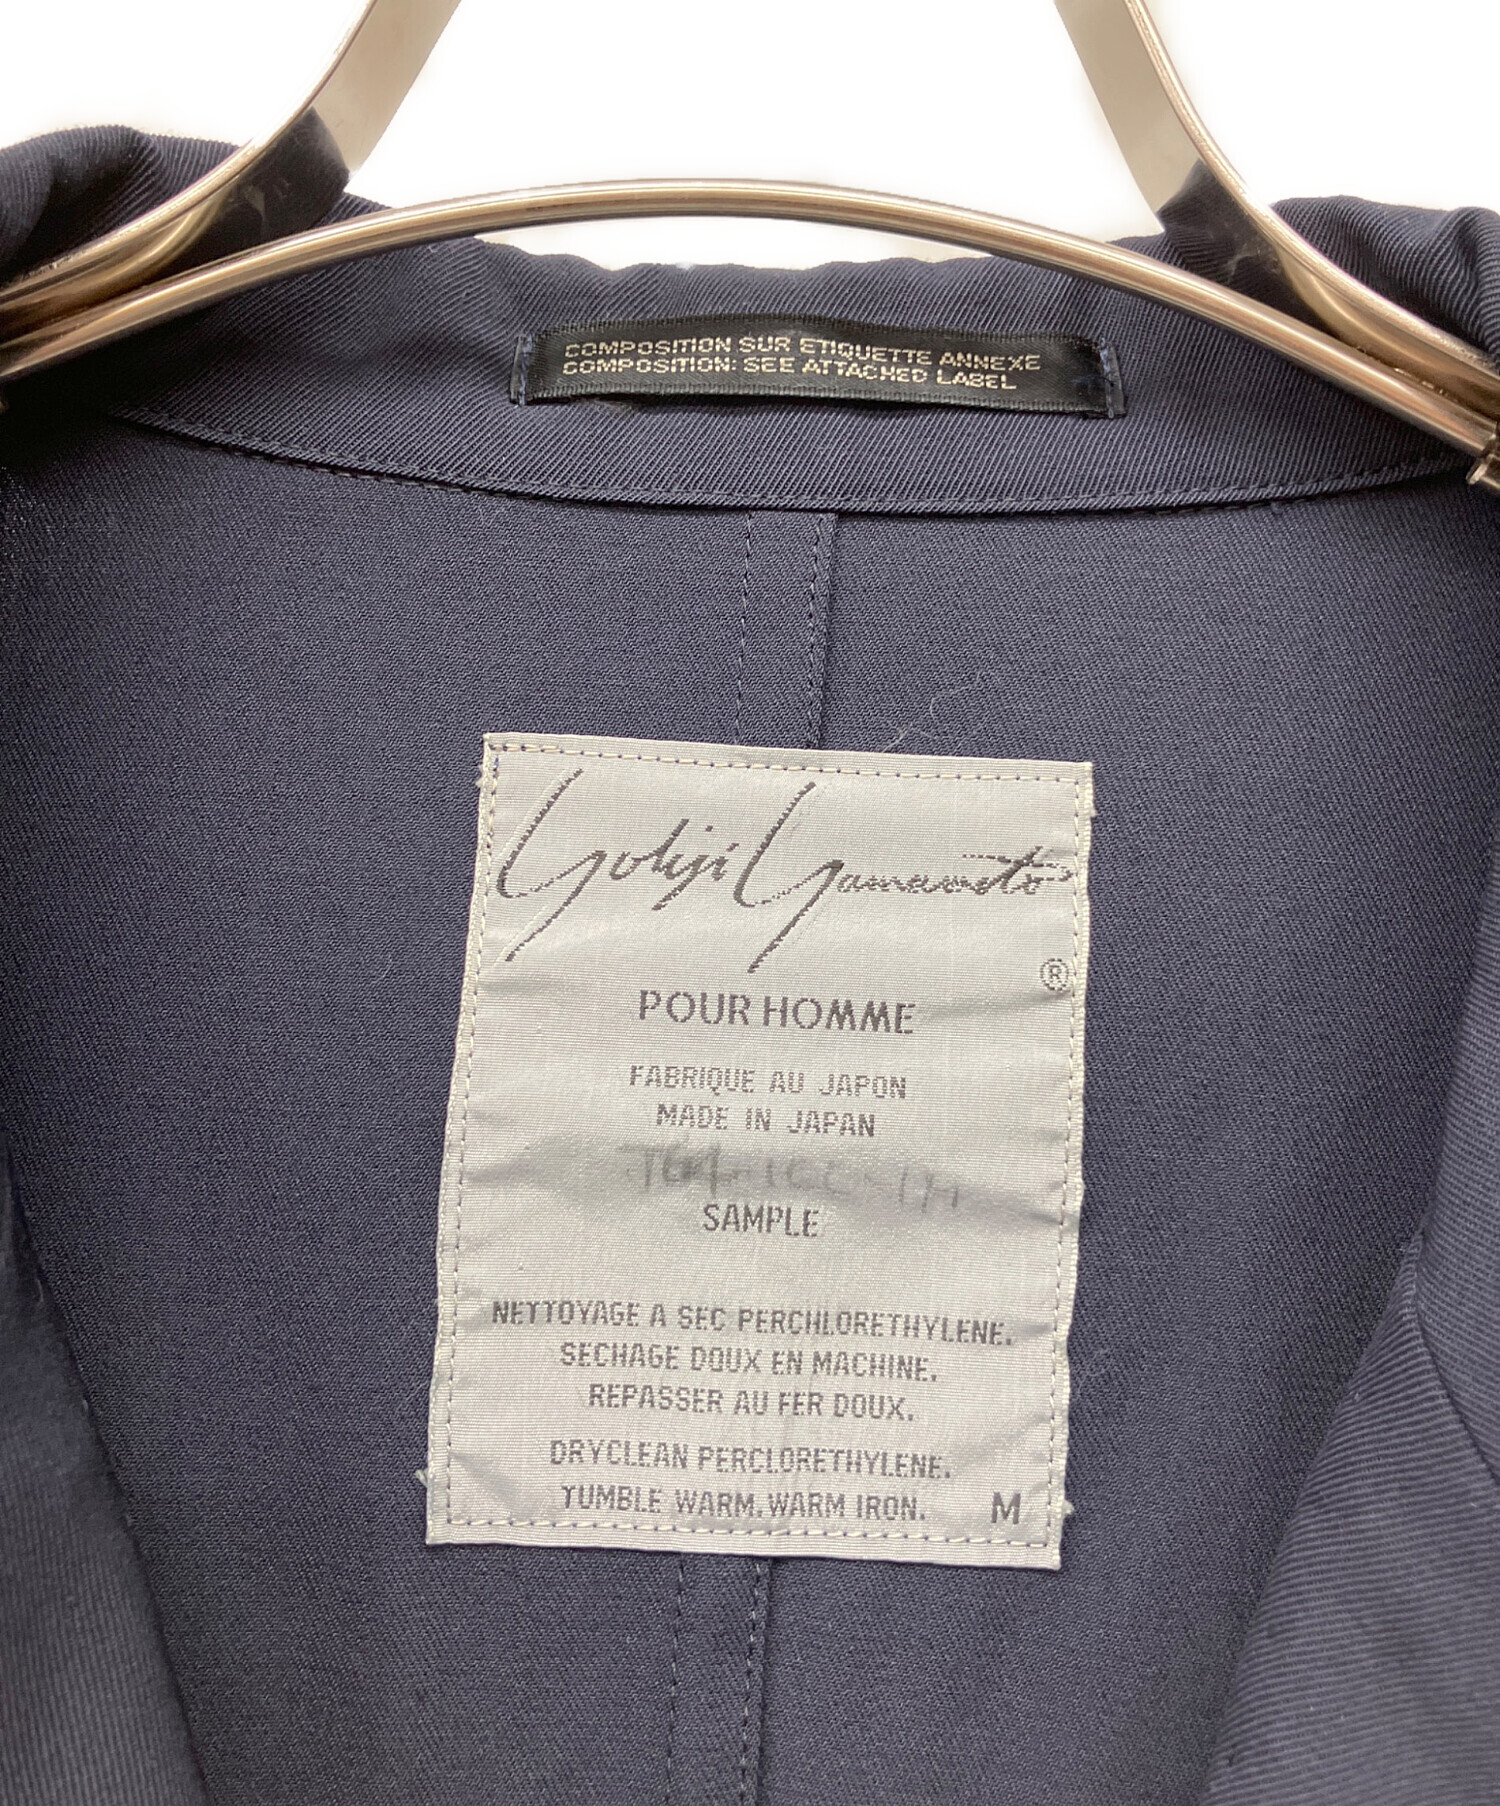 COMPOSITION SUR ETIQUETTE ANNEXE
COMPOSITION: SEE ATTACHED LABEL
Yohji Yamamoto
®
POUR HOMME
FABRIQUE AU JAPON
MADE IN JAPAN
SAMPLE
NETTOYAGE A SEC PERCHLORETHYLENE.
SECHAGE DOUX EN MACHINE.
REPASSER AU FER DOUX.
DRYCLEAN PERCLORETHYLENE.
TUMBLE WARM.WARM IRON. M